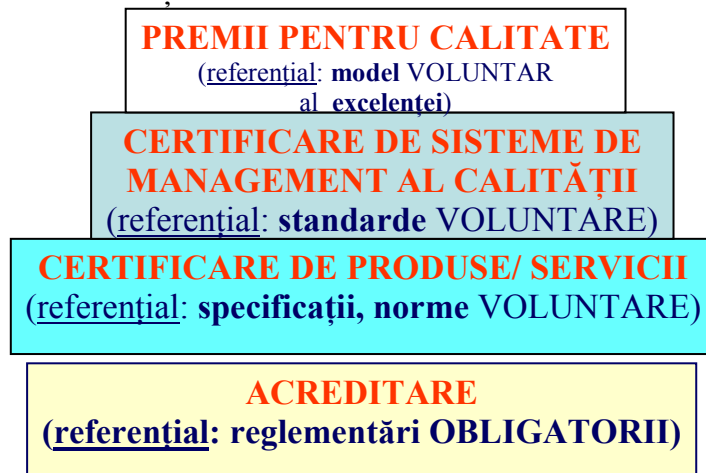 PREMII PENTRU CALITATE
(referențial: model VOLUNTAR
al excelenței)
CERTIFICARE DE SISTEME DE
MANAGEMENT AL CALITĂȚII
(referențial: standarde VOLUNTARE)
CERTIFICARE DE PRODUSE/ SERVICII
(referențial: specificații, norme VOLUNTARE)
ACREDITARE
(referențial: reglementări OBLIGATORII)